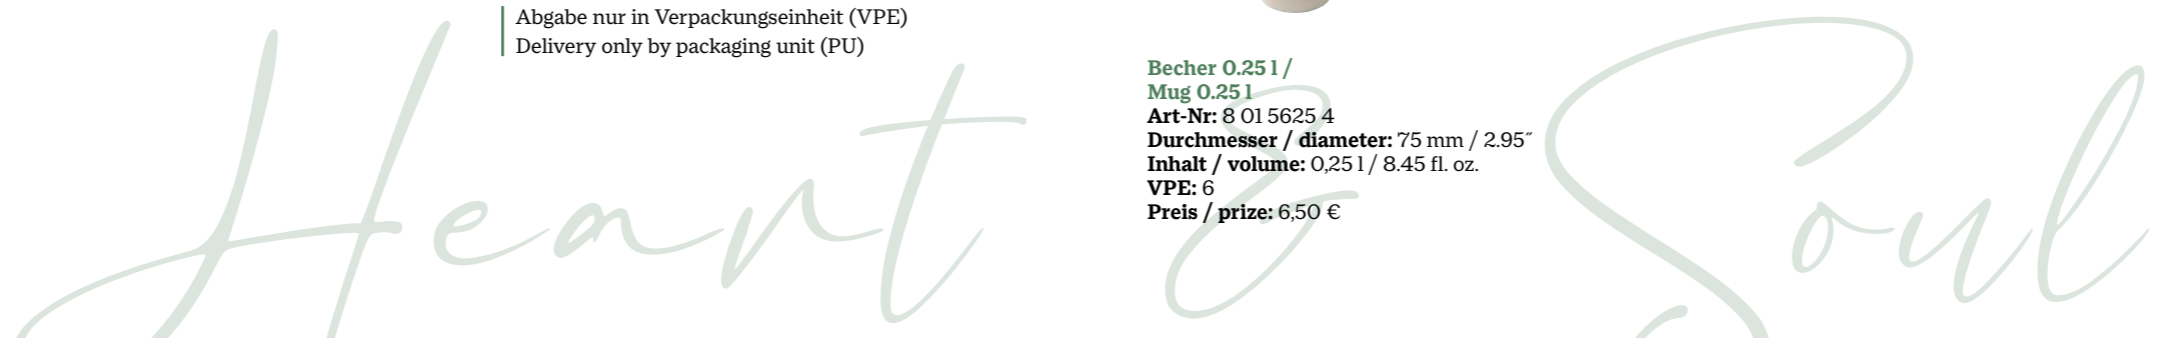 Abgabe nur in Verpackungseinheit (VPE)
Delivery only by packaging unit (PU)
Becher 0.25 l /
Mug 0.25 l
Art-Nr: 8 01 5625 4
Durchmesser / diameter: 75 mm / 2.95˝
Inhalt / volume: 0,25 l / 8.45 fl. oz.
VPE: 6
Preis / prize: 6,50 €
Heart & Soul